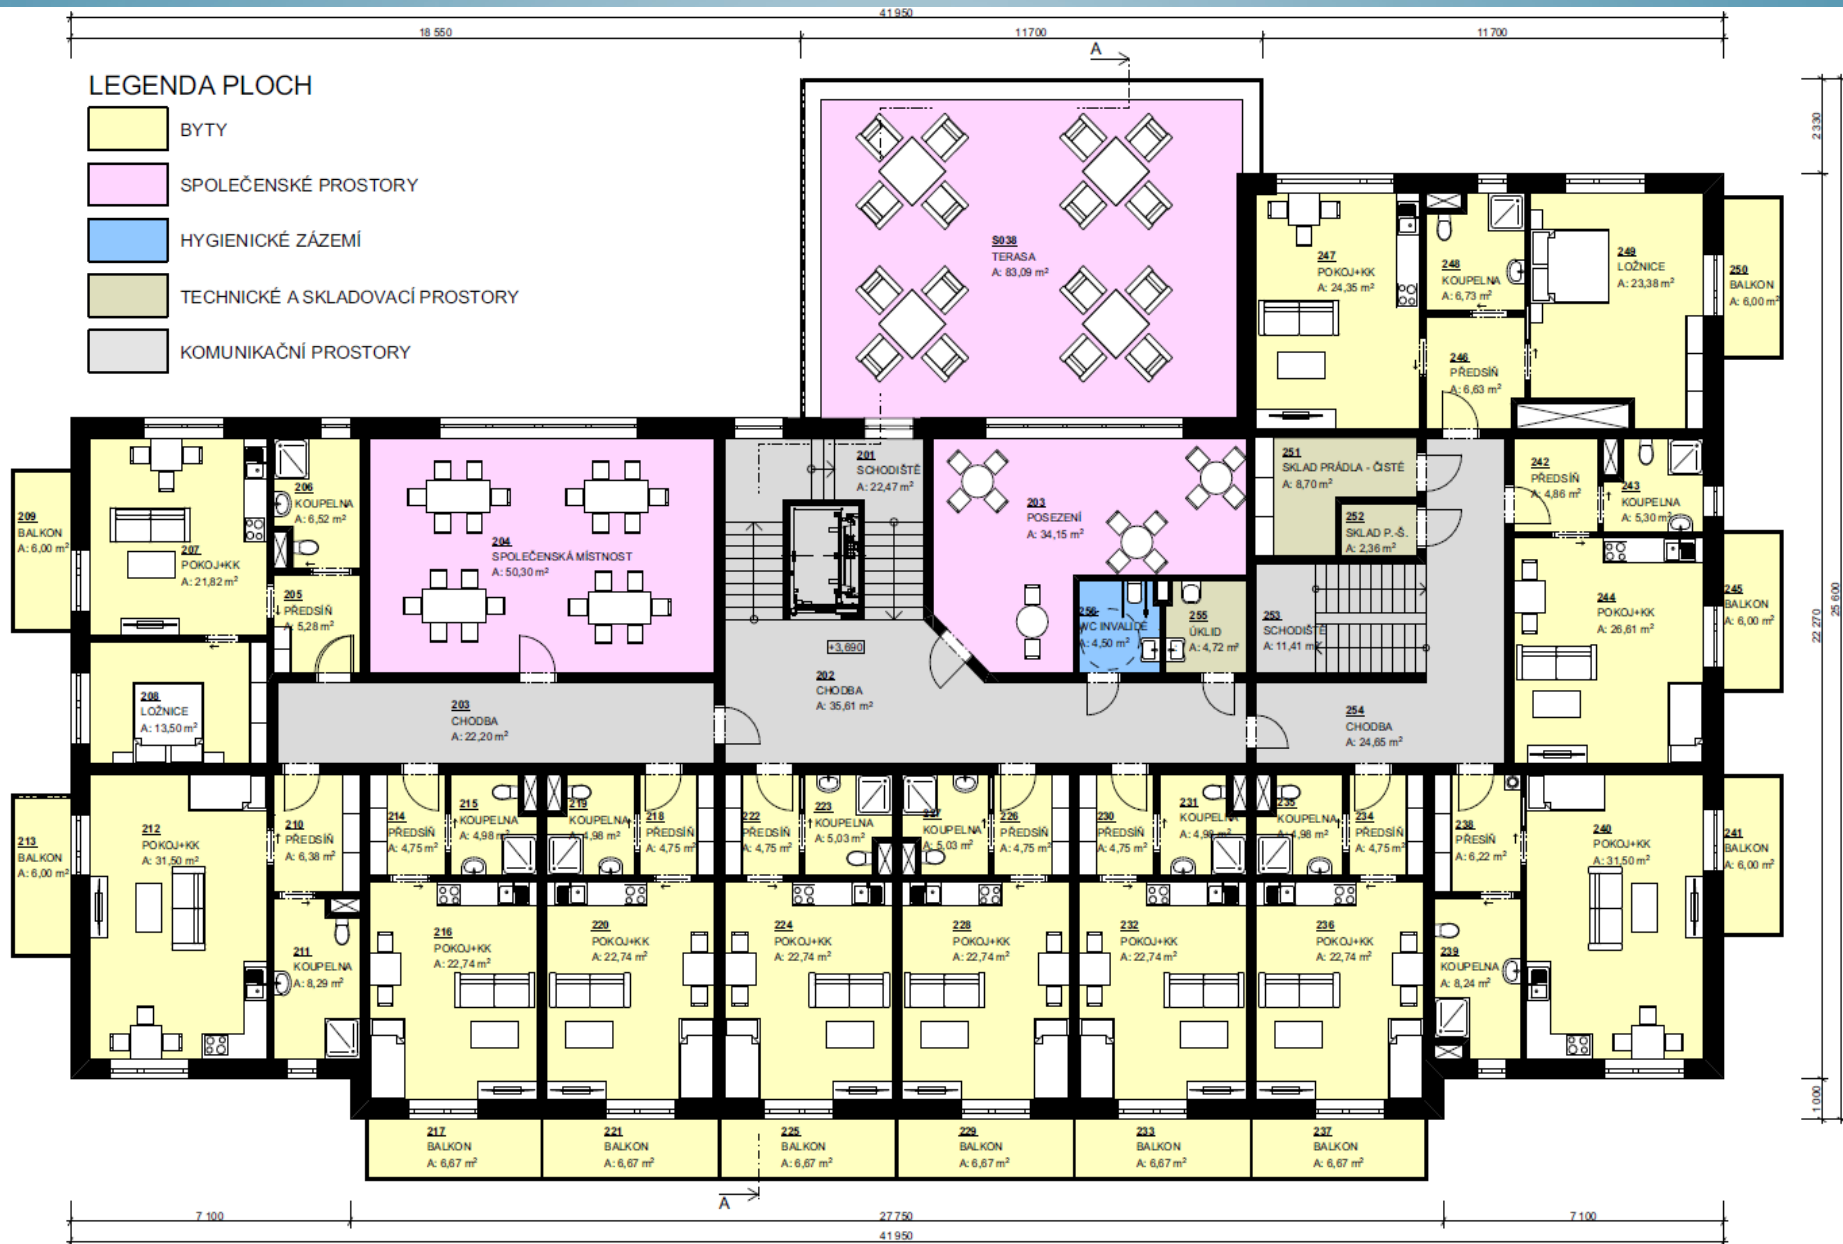 41 950
18 550
11700
11 700
A
LEGENDA PLOCH
BYTY
SPOLEČENSKÉ PROSTORY
HYGIENICKÉ ZÁZEMÍ
TECHNICKÉ A SKLADOVACÍ PROSTORY
KOMUNIKAČNÍ PROSTORY
S038
TERASA
A: 83,09 m²
247
POKOJ+KK
A: 24,35 m²
248
KOUPELNA
A: 6,73 m²
249
LOŽNICE
A: 23,38 m²
250
BALKON
A: 6,00 m²
246
PŘEDSÍŇ
A: 6,63 m²
2 330
22 270
25 600
1 000
209
BALKON
A: 6,00 m²
207
POKOJ+KK
A: 21,82 m²
206
KOUPELNA
A: 6,52 m²
205
PŘEDSÍŇ
A: 5,28 m²
204
SPOLEČENSKÁ MÍSTNOST
A: 50,30 m²
201
SCHODIŠTĚ
A: 22,47 m²
203
POSEZENÍ
A: 34,15 m²
251
SKLAD PRÁDLA - ČISTÉ
A: 8,70 m²
252
SKLAD P.-Š.
A: 2,36 m²
242
PŘEDSÍŇ
A: 4,86 m²
243
KOUPELNA
A: 5,30 m²
244
POKOJ+KK
A: 26,61 m²
245
BALKON
A: 6,00 m²
256
WC INVALIDÉ
A: 4,50 m²
255
ÚKLID
A: 4,72 m²
253
SCHODIŠTĚ
A: 11,41 m²
+3,690
208
LOŽNICE
A: 13,50 m²
203
CHODBA
A: 22,20 m²
202
CHODBA
A: 35,61 m²
254
CHODBA
A: 24,65 m²
213
BALKON
A: 6,00 m²
212
POKOJ+KK
A: 31,50 m²
210
PŘEDSÍŇ
A: 6,38 m²
211
KOUPELNA
A: 8,29 m²
214
PŘEDSÍŇ
A: 4,75 m²
215
KOUPELNA
A: 4,98 m²
219
KOUPELNA
A: 4,98 m²
218
PŘEDSÍŇ
A: 4,75 m²
222
PŘEDSÍŇ
A: 4,75 m²
223
KOUPELNA
A: 5,03 m²
227
KOUPELNA
A: 5,03 m²
226
PŘEDSÍŇ
A: 4,75 m²
230
PŘEDSÍŇ
A: 4,75 m²
231
KOUPELNA
A: 4,98 m²
235
KOUPELNA
A: 4,98 m²
234
PŘEDSÍŇ
A: 4,75 m²
238
PŘESÍŇ
A: 6,22 m²
239
KOUPELNA
A: 8,24 m²
240
POKOJ+KK
A: 31,50 m²
241
BALKON
A: 6,00 m²
216
POKOJ+KK
A: 22,74 m²
220
POKOJ+KK
A: 22,74 m²
224
POKOJ+KK
A: 22,74 m²
228
POKOJ+KK
A: 22,74 m²
232
POKOJ+KK
A: 22,74 m²
236
POKOJ+KK
A: 22,74 m²
217
BALKON
A: 6,67 m²
221
BALKON
A: 6,67 m²
225
BALKON
A: 6,67 m²
229
BALKON
A: 6,67 m²
233
BALKON
A: 6,67 m²
237
BALKON
A: 6,67 m²
A
7 100
27 750
7 100
41 950